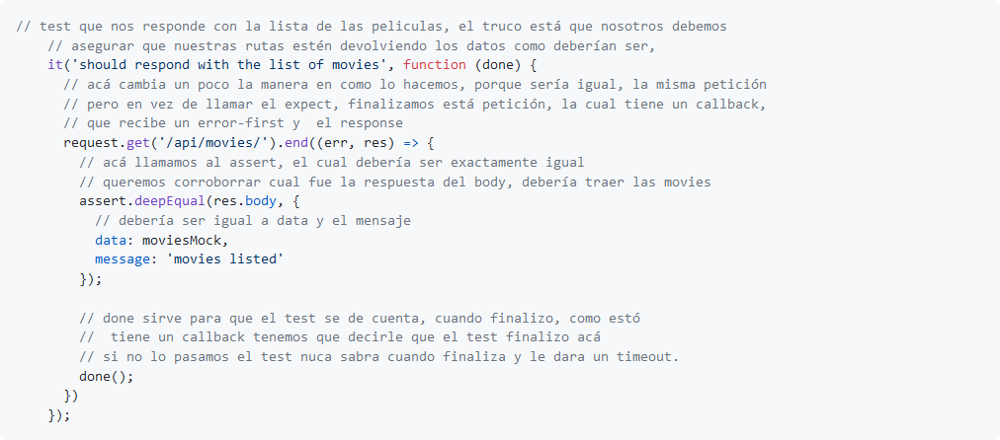 // test que nos responde con la lista de las peliculas, el truco está que nosotros debemos
// asegurar que nuestras rutas estén devolviendo los datos como deberían ser,
it('should respond with the list of movies', function (done) {
// acá cambia un poco la manera en como lo hacemos, porque sería igual, la misma petición
// pero en vez de llamar el expect, finalizamos está petición, la cual tiene un callback,
// que recibe un error-first y  el response
request.get('/api/movies/').end((err, res) => {
// acá llamamos al assert, el cual debería ser exactamente igual
// queremos corroborrar cual fue la respuesta del body, debería traer las movies
assert.deepEqual(res.body, {
// debería ser igual a data y el mensaje
data: moviesMock,
message: 'movies listed'
});
// done sirve para que el test se de cuenta, cuando finalizo, como estó
//  tiene un callback tenemos que decirle que el test finalizo acá
// si no lo pasamos el test nuca sabra cuando finaliza y le dara un timeout.
done();
})
});